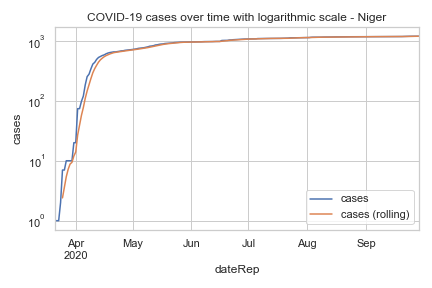 COVID-19 cases over time with logarithmic scale - Niger
cases
10³
10²
10¹
10⁰
cases
cases (rolling)
Apr
2020
May
Jun
Jul
Aug
Sep
dateRep